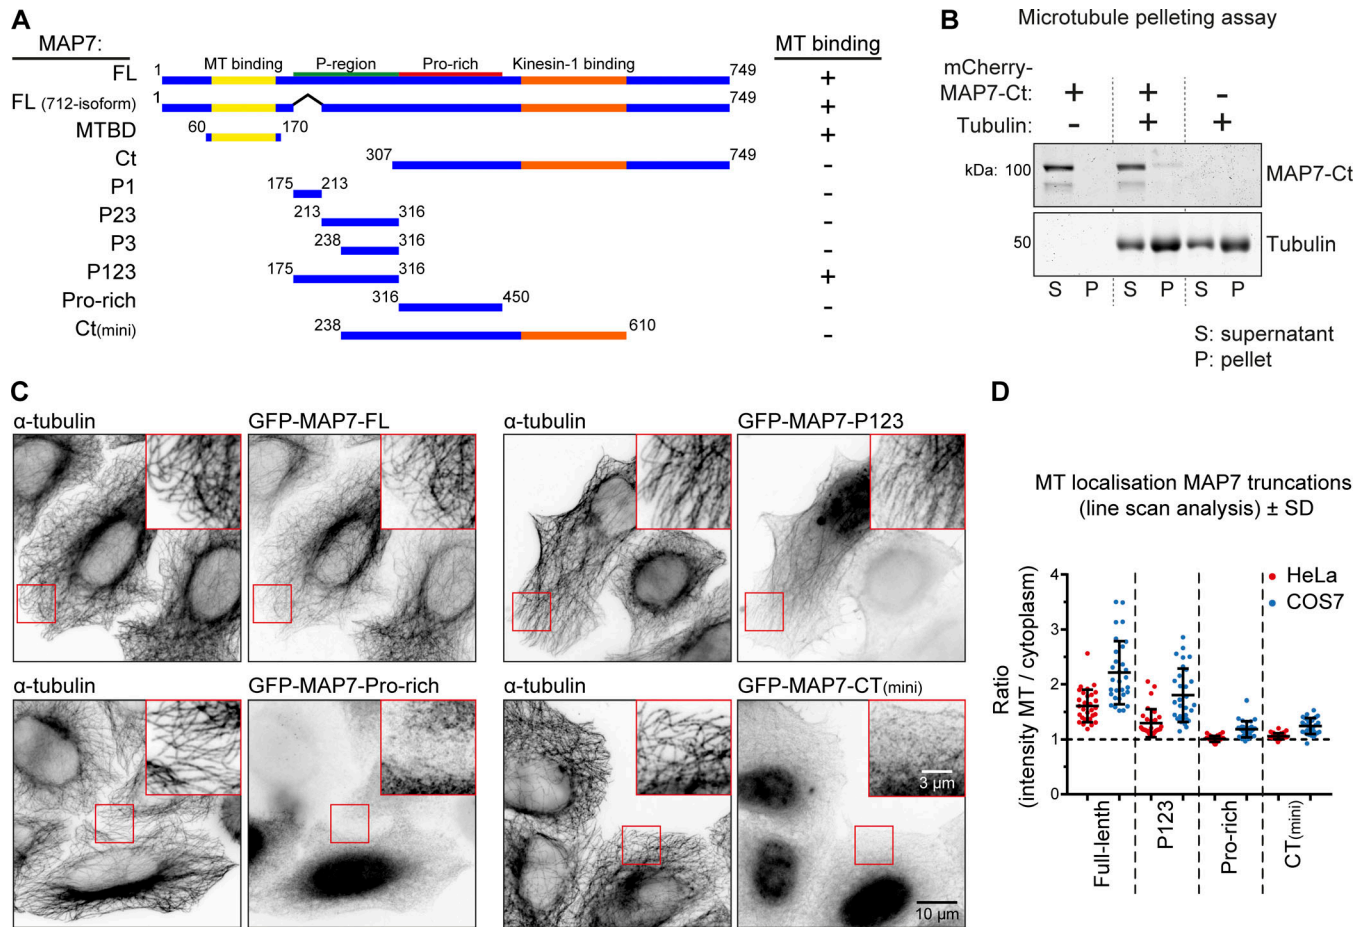 A
MAP7:
MT binding
MT binding P-region Pro-rich Kinesin-1 binding
FL 1 749 +
FL (712-isoform) 1 749 +
MTBD 60 170 +
Ct 307 749 -
P1 175 213 -
P23 213 316 -
P3 238 316 -
P123 175 316 +
Pro-rich 316 450 -
Ct(mini) 238 610 -
B
Microtubule pelleting assay
mCherry-
MAP7-Ct: + + -
Tubulin: - + +
kDa: 100 MAP7-Ct
50 Tubulin
S P S P S P
S: supernatant
P: pellet
C
α-tubulin GFP-MAP7-FL α-tubulin GFP-MAP7-P123
α-tubulin GFP-MAP7-Pro-rich α-tubulin GFP-MAP7-CT(mini)
3 µm
10 µm
D
MT localisation MAP7 truncations
(line scan analysis) ± SD
HeLa
COS7
Ratio
(intensity MT / cytoplasm)
4
3
2
1
0
Full-lenth P123 Pro-rich CT(mini)